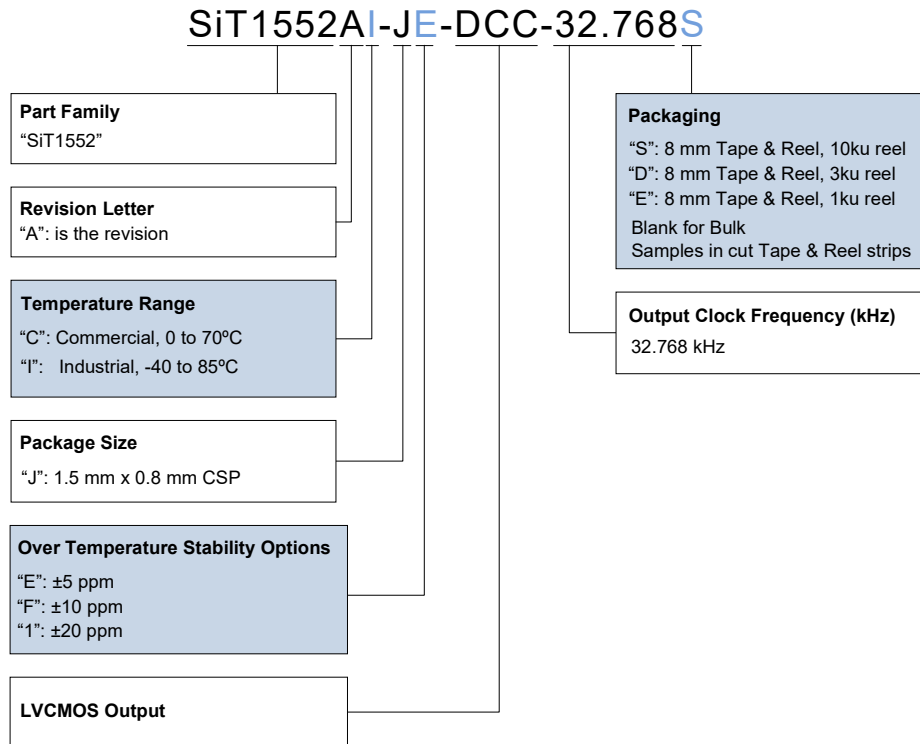 SiT1552AI-JE-DCC-32.768S
Part Family
“SiT1552”
Revision Letter
“A”: is the revision
Temperature Range
“C”: Commercial, 0 to 70ºC
“I”: Industrial, -40 to 85ºC
Package Size
“J”: 1.5 mm x 0.8 mm CSP
Over Temperature Stability Options
“E”: ±5 ppm
“F”: ±10 ppm
“1”: ±20 ppm
LVCMOS Output
Packaging
“S”: 8 mm Tape & Reel, 10ku reel
“D”: 8 mm Tape & Reel, 3ku reel
“E”: 8 mm Tape & Reel, 1ku reel
Blank for Bulk
Samples in cut Tape & Reel strips
Output Clock Frequency (kHz)
32.768 kHz